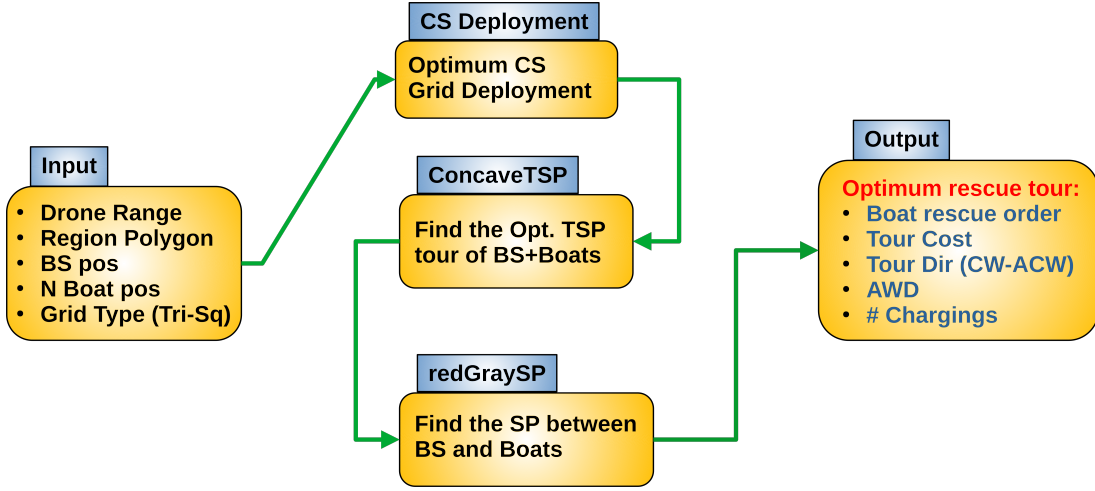 CS Deployment
Optimum CS
Grid Deployment
Input
• Drone Range
• Region Polygon
• BS pos
• N Boat pos
• Grid Type (Tri-Sq)
ConcaveTSP
Find the Opt. TSP
tour of BS+Boats
redGraySP
Find the SP between
BS and Boats
Output
Optimum rescue tour:
• Boat rescue order
• Tour Cost
• Tour Dir (CW-ACW)
• AWD
• # Chargings